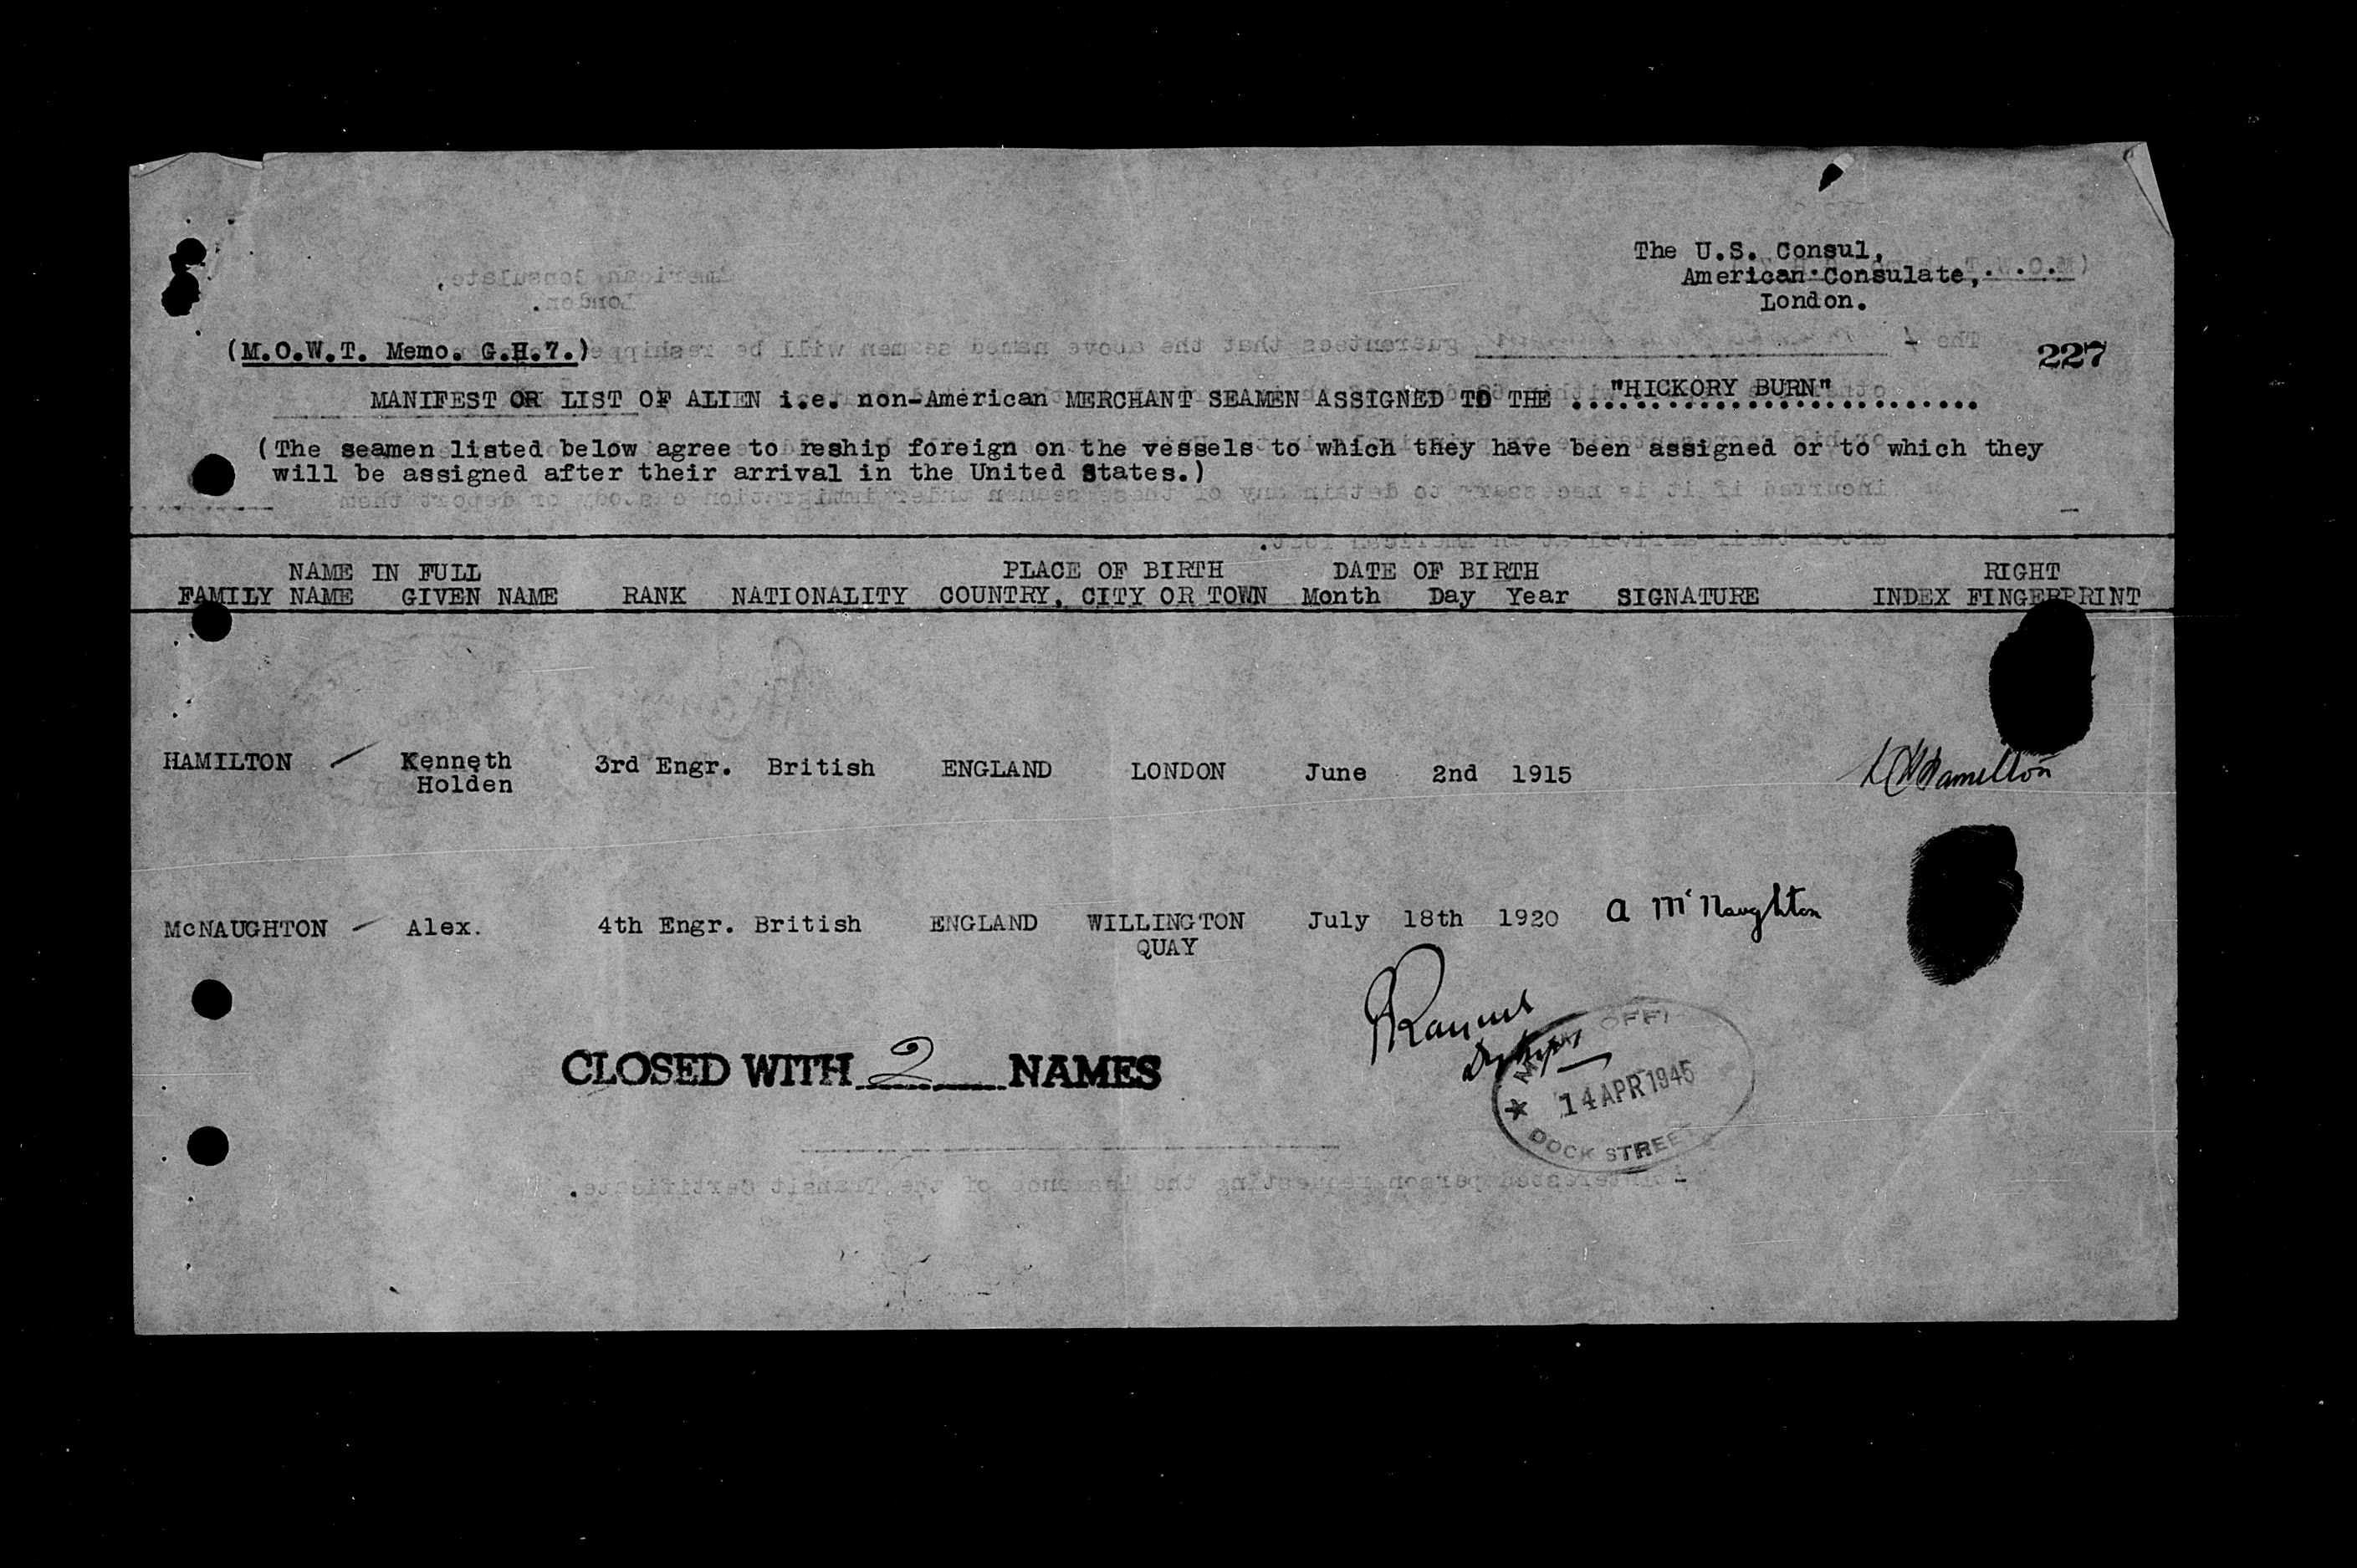 The U.S. Consul,
American Consulate,....
London.
(M.O.W.T. Memo. G.H.7.)
227
MANIFEST OR LIST OF ALIEN i.e. non-American MERCHANT SEAMEN ASSIGNED TO THE "HICKORY BURN"
(The seamen listed below agree to reship foreign on the vessels to which they have been assigned or to which they
will be assigned after their arrival in the United States.)
NAME IN FULL PLACE OF BIRTH DATE OF BIRTH RIGHT
FAMILY NAME GIVEN NAME RANK NATIONALITY COUNTRY, CITY OR TOWN Month Day Year SIGNATURE INDEX FINGERPRINT
HAMILTON Kenneth 3rd Engr. British ENGLAND LONDON June 2nd 1915 K H Hamilton
Holden
McNAUGHTON Alex. 4th Engr. British ENGLAND WILLINGTON July 18th 1920 a McNaughton
QUAY
CLOSED WITH 2 NAMES
14 APR 1945
DOCK STREET